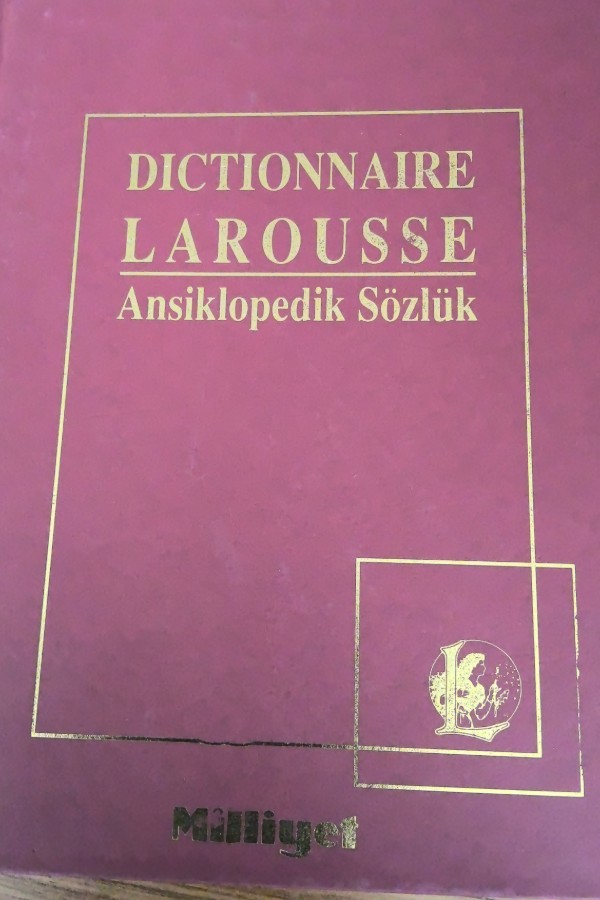 DICTIONNAIRE
LAROUSSE
Ansiklopedik Sözlük
L
Milliyet